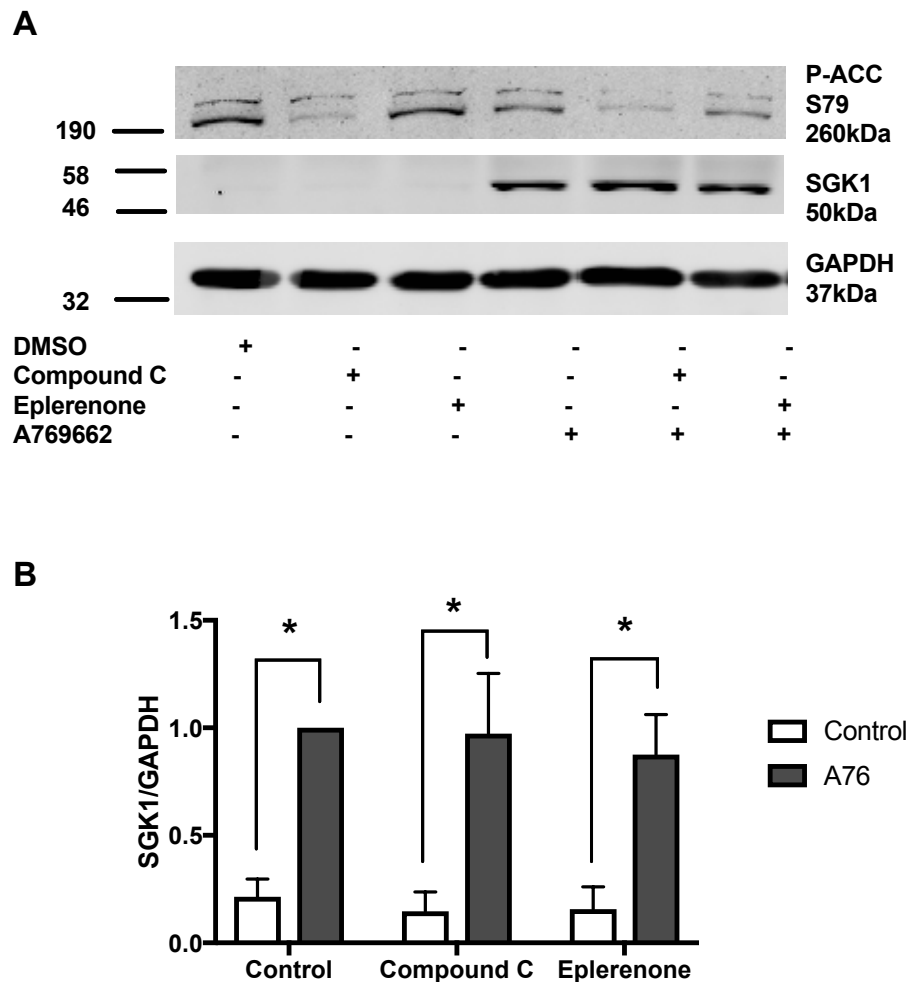 A
P-ACC
S79
190
260kDa
58
SGK1
46
50kDa
GAPDH
32
37kDa
DMSO + - - - - -
Compound C - + - - + -
Eplerenone - - + - - +
A769662 - - - + + +
B
1.5
* * *
1.0
0.5
0.0
SGK1/GAPDH
Control Compound C Eplerenone
Control
A76